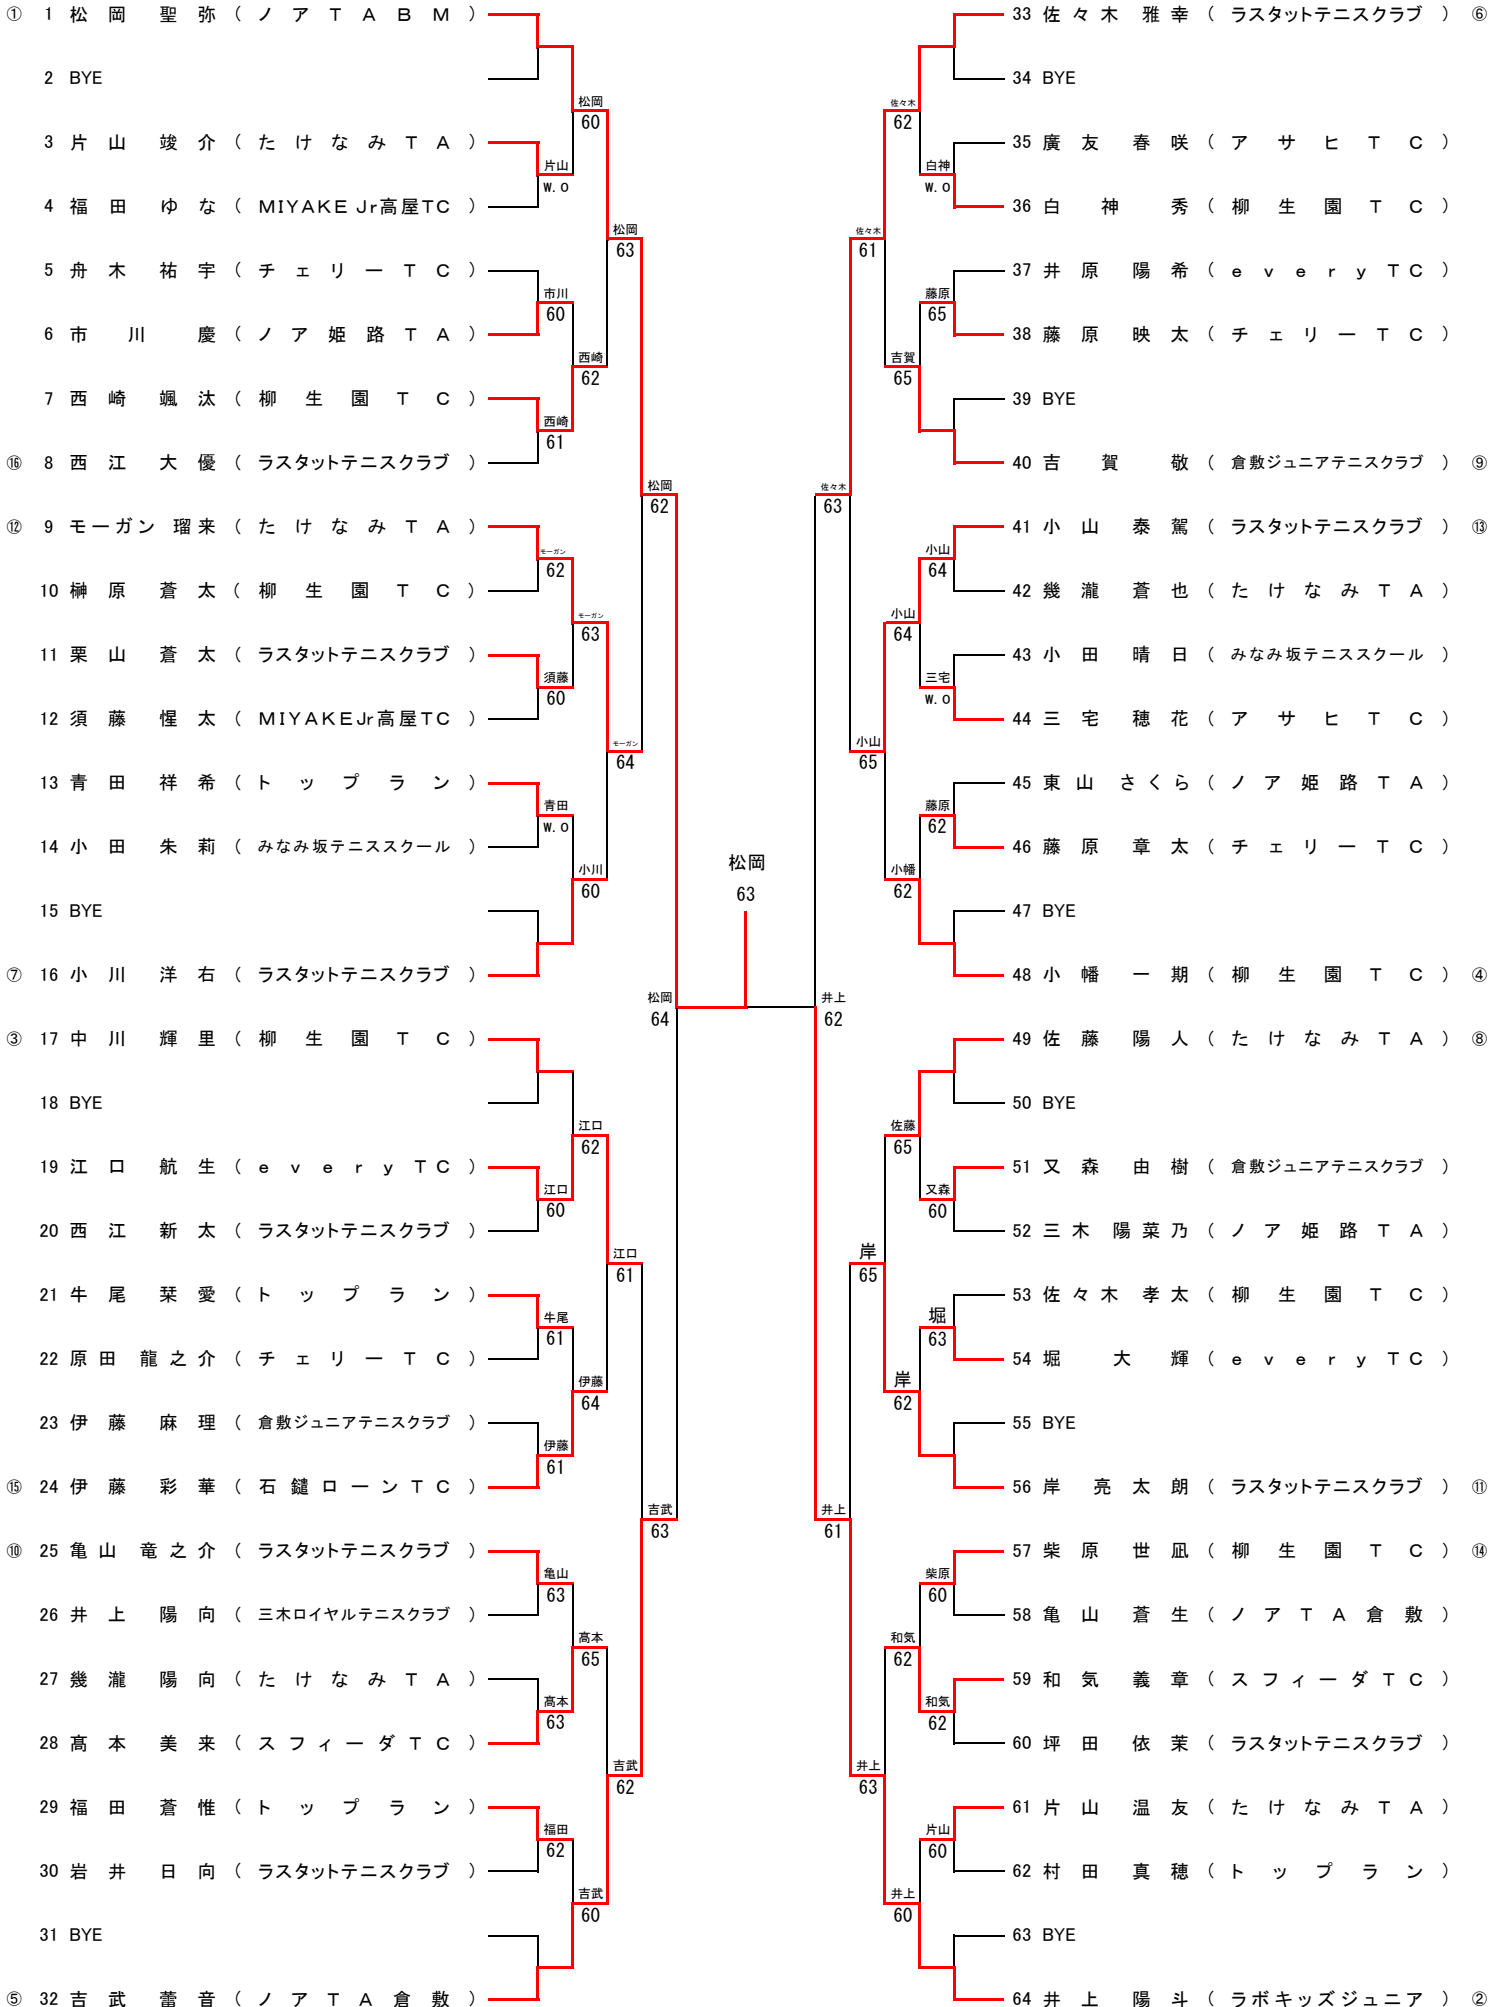 ① 1 松岡 聖弥 （ノアTABM）
2 BYE
3 片山 竣介 （たけなみTA）
4 福田 ゆな （MIYAKE Jr高屋TC）
5 舟木 祐宇 （チェリーTC）
6 市川 慶 （ノア姫路TA）
7 西崎 颯汰 （柳生園TC）
⑯ 8 西江 大優 （ラスタットテニスクラブ）
⑫ 9 モーガン 瑠来 （たけなみTA）
10 榊原 蒼太 （柳生園TC）
11 栗山 蒼太 （ラスタットテニスクラブ）
12 須藤 惺太 （MIYAKEJr高屋TC）
13 青田 祥希 （トップラン）
14 小田 朱莉 （みなみ坂テニススクール）
15 BYE
⑦ 16 小川 洋右 （ラスタットテニスクラブ）
③ 17 中川 輝里 （柳生園TC）
18 BYE
19 江口 航生 （everyTC）
20 西江 新太 （ラスタットテニスクラブ）
21 牛尾 栞愛 （トップラン）
22 原田 龍之介 （チェリーTC）
23 伊藤 麻理 （倉敷ジュニアテニスクラブ）
⑮ 24 伊藤 彩華 （石鎚ローンTC）
⑩ 25 亀山 竜之介 （ラスタットテニスクラブ）
26 井上 陽向 （三木ロイヤルテニスクラブ）
27 幾瀧 陽向 （たけなみTA）
28 髙本 美来 （スフィーダTC）
29 福田 蒼惟 （トップラン）
30 岩井 日向 （ラスタットテニスクラブ）
31 BYE
⑤ 32 吉武 蕾音 （ノアTA倉敷）
松岡
60
片山
W.O
松岡
63
市川
60
西崎
62
西崎
61
松岡
62
モーガン
62
モーガン
63
須藤
60
モーガン
64
青田
W.O
小川
60
松岡
64
江口
62
江口
60
江口
61
牛尾
61
伊藤
64
伊藤
61
吉武
63
亀山
63
髙本
65
髙本
63
吉武
62
福田
62
吉武
60
松岡
63
佐々木
62
白神
W.O
佐々木
61
藤原
65
吉賀
65
佐々木
63
小山
64
小山
64
三宅
W.O
小山
65
藤原
62
小幡
62
井上
62
佐藤
65
又森
60
岸
65
堀
63
岸
62
井上
61
柴原
60
和気
62
和気
62
井上
63
片山
60
井上
60
33 佐々木 雅幸 （ラスタットテニスクラブ） ⑥
34 BYE
35 廣友 春咲 （アサヒTC）
36 白神 秀 （柳生園TC）
37 井原 陽希 （everyTC）
38 藤原 映太 （チェリーTC）
39 BYE
40 吉賀 敬 （倉敷ジュニアテニスクラブ） ⑨
41 小山 泰駕 （ラスタットテニスクラブ） ⑬
42 幾瀧 蒼也 （たけなみTA）
43 小田 晴日 （みなみ坂テニススクール）
44 三宅 穂花 （アサヒTC）
45 東山 さくら （ノア姫路TA）
46 藤原 章太 （チェリーTC）
47 BYE
48 小幡 一期 （柳生園TC） ④
49 佐藤 陽人 （たけなみTA） ⑧
50 BYE
51 又森 由樹 （倉敷ジュニアテニスクラブ）
52 三木 陽菜乃 （ノア姫路TA）
53 佐々木 孝太 （柳生園TC）
54 堀 大輝 （everyTC）
55 BYE
56 岸 亮太朗 （ラスタットテニスクラブ） ⑪
57 柴原 世凪 （柳生園TC） ⑭
58 亀山 蒼生 （ノアTA倉敷）
59 和気 義章 （スフィーダTC）
60 坪田 依茉 （ラスタットテニスクラブ）
61 片山 温友 （たけなみTA）
62 村田 真穂 （トップラン）
63 BYE
64 井上 陽斗 （ラボキッズジュニア） ②